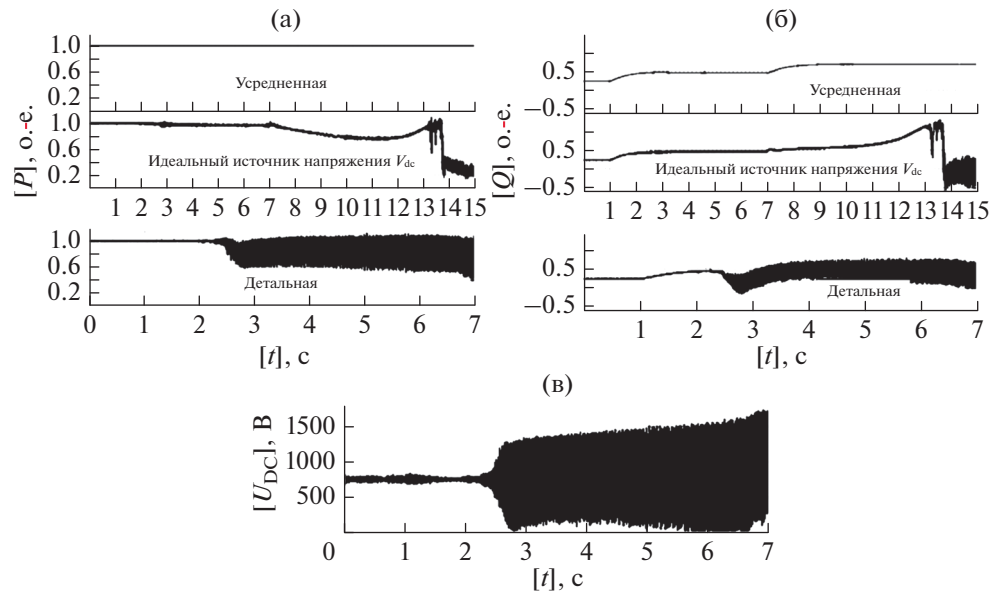 (а)
[P], о.-е.
1.0
0.6
0.2
Усредненная
1.0
0.6
0.2
Идеальный источник напряжения Vdc
1 2 3 4 5 6 7 8 9 10 11 12 13 14 15
1.0
0.6
0.2
Детальная
0 1 2 3 4 5 6 7
[t], с
(б)
[Q], о.-е.
0.5
−0.5
Усредненная
0.5
−0.5
Идеальный источник напряжения Vdc
1 2 3 4 5 6 7 8 9 10 11 12 13 14 15
0.5
−0.5
Детальная
1 2 3 4 5 6 7
[t], с
(в)
[UDC], В
1500
1000
500
0 1 2 3 4 5 6 7
[t], с